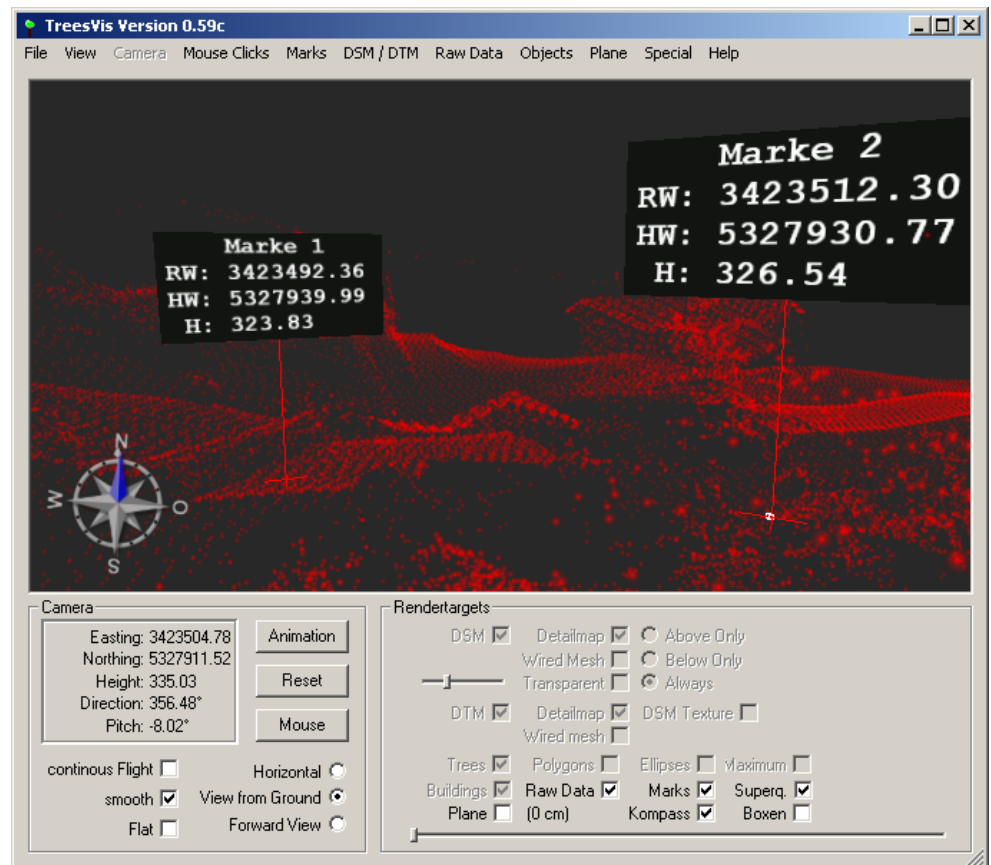 TreesVis Version 0.59c
File View Camera Mouse Clicks Marks DSM / DTM Raw Data Objects Plane Special Help
Marke 2
RW: 3423512.30
HW: 5327930.77
H: 326.54
Marke 1
RW: 3423492.36
HW: 5327939.99
H: 323.83
N
W O
S
Camera
Easting: 3423504.78
Northing: 5327911.52
Height: 335.03
Direction: 356.48°
Pitch: -8.02°
Animation
Reset
Mouse
continous Flight Horizontal
smooth View from Ground
Flat Forward View
Rendertargets
DSM Detailmap Above Only
Wired Mesh Below Only
Transparent Always
DTM Detailmap DSM Texture
Wired mesh
Trees Polygons Ellipses Maximum
Buildings Raw Data Marks Superq.
Plane (0 cm) Kompass Boxen